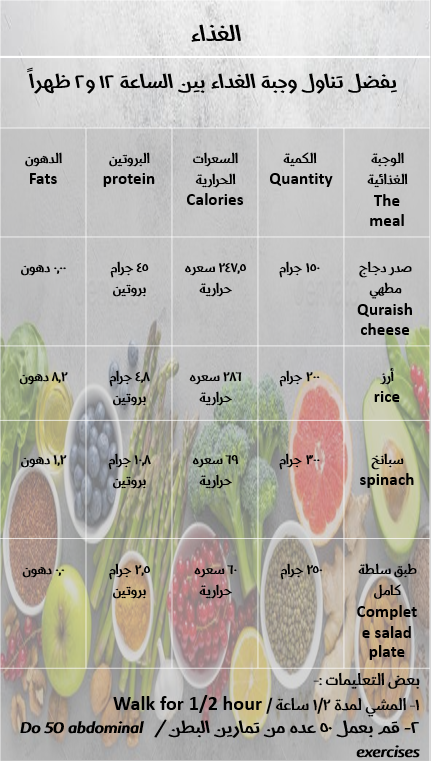 الغذاء
يفضل تناول وجبة الغداء بين الساعة ١٢ و٢ ظهراً
الوجبة
الغذائية
The
meal
الكمية
Quantity
السعرات
الحرارية
Calories
البروتين
protein
الدهون
Fats
صدر دجاج
مطهي
Quraish
cheese
١٥٠ جرام
٢٤٧,٥ سعره
حرارية
٤٥ جرام
بروتين
٠,٠٠ دهون
أرز
rice
٢٠٠ جرام
٢٨٦ سعره
حرارية
٤,٨ جرام
بروتين
٨,٢ دهون
سبانخ
spinach
٣٠٠ جرام
٦٩ سعره
حرارية
١٠,٨ جرام
بروتين
١,٢ دهون
طبق سلطة
كامل
Complet
e salad
plate
٢٥٠ جرام
٦٠ سعره
حرارية
٢,٥ جرام
بروتين
٠,٠ دهون
بعض التعليمات :-
١- المشي لمدة ١/٢ ساعة / Walk for 1/2 hour
٢- قم بعمل ٥٠ عده من تمارين البطن / Do 50 abdominal
exercises